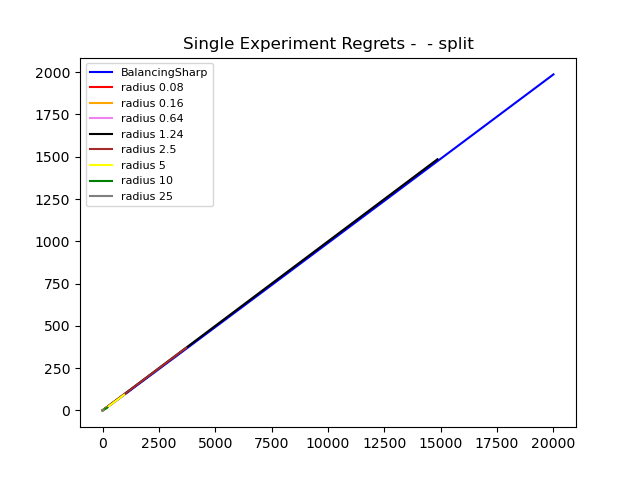 Single Experiment Regrets -  - split
BalancingSharp
radius 0.08
radius 0.16
radius 0.64
radius 1.24
radius 2.5
radius 5
radius 10
radius 25
2000
1750
1500
1250
1000
750
500
250
0
0 2500 5000 7500 10000 12500 15000 17500 20000